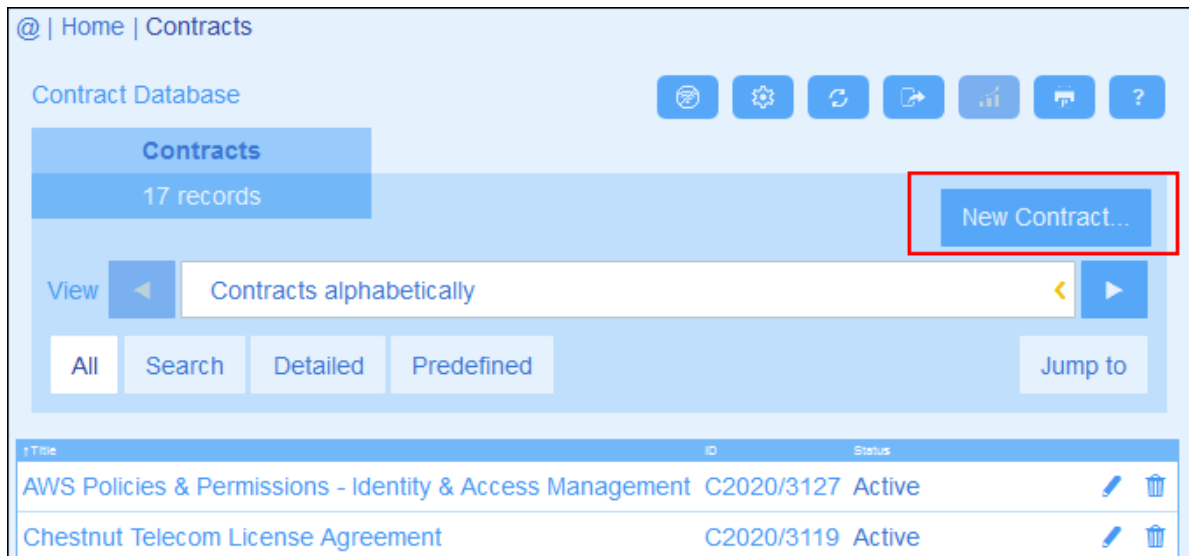 @ | Home | Contracts
Contract Database
?
Contracts
17 records
New Contract...
View
Contracts alphabetically
All Search Detailed Predefined Jump to
↑Title ID Status
AWS Policies & Permissions - Identity & Access Management C2020/3127 Active
Chestnut Telecom License Agreement C2020/3119 Active